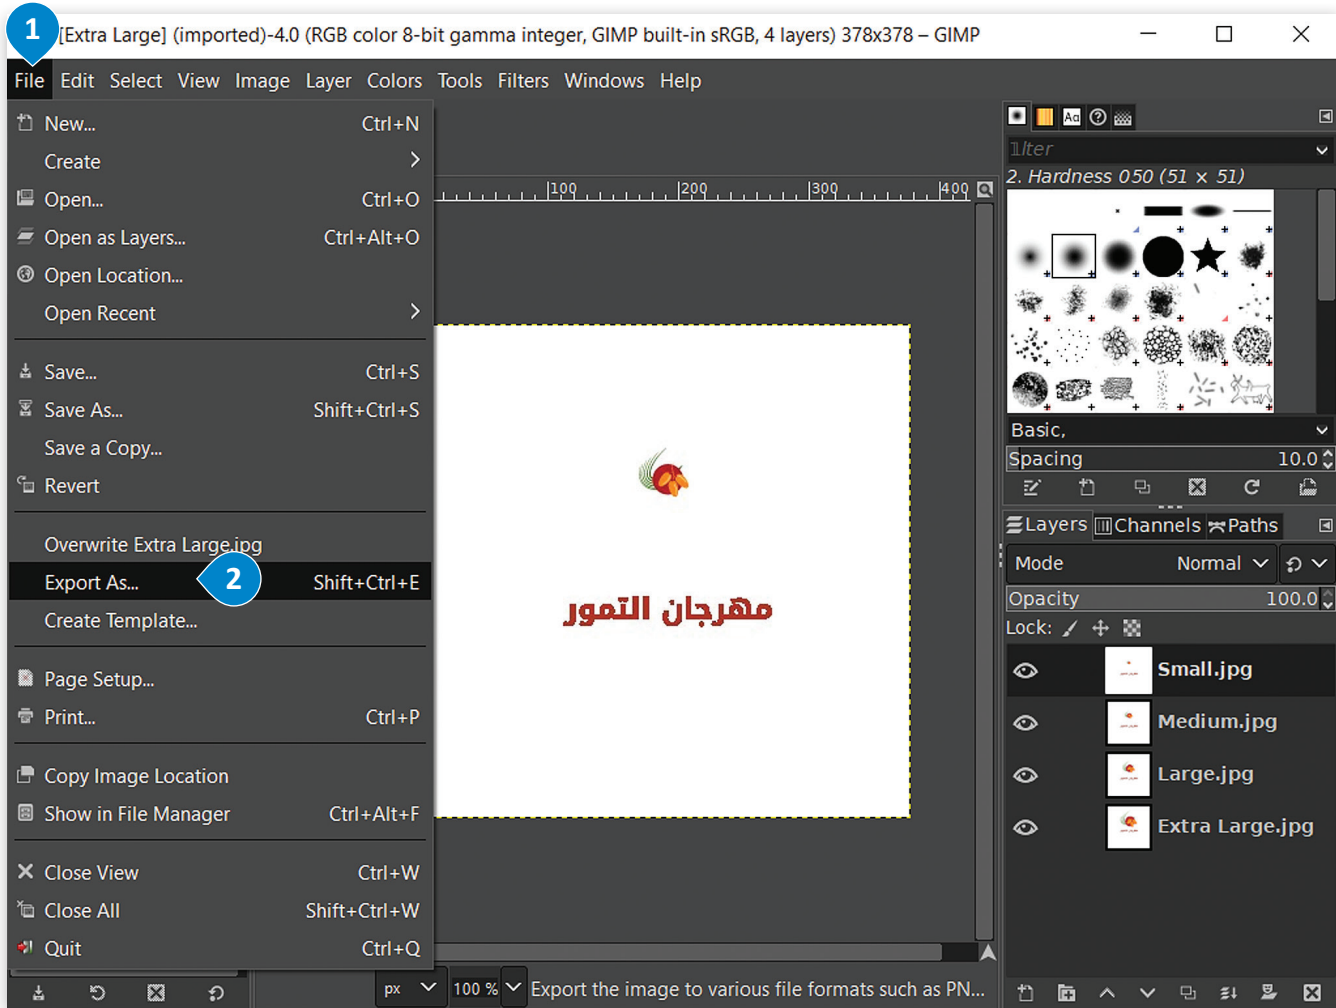 1
[Extra Large] (imported)-4.0 (RGB color 8-bit gamma integer, GIMP built-in sRGB, 4 layers) 378x378 – GIMP
File Edit Select View Image Layer Colors Tools Filters Windows Help
New... Ctrl+N
Create
Open... Ctrl+O
Open as Layers... Ctrl+Alt+O
Open Location...
Open Recent
Save... Ctrl+S
Save As... Shift+Ctrl+S
Save a Copy...
Revert
Overwrite Extra Large.jpg
Export As... 2 Shift+Ctrl+E
Create Template...
Page Setup...
Print... Ctrl+P
Copy Image Location
Show in File Manager Ctrl+Alt+F
Close View Ctrl+W
Close All Shift+Ctrl+W
Quit Ctrl+Q
100 200 300 400
مهرجان التمور
px 100 % Export the image to various file formats such as PN...
Aa
lter
2. Hardness 050 (51 × 51)
Basic,
Spacing 10.0
Layers Channels Paths
Mode Normal
Opacity 100.0
Lock:
Small.jpg
Medium.jpg
Large.jpg
Extra Large.jpg